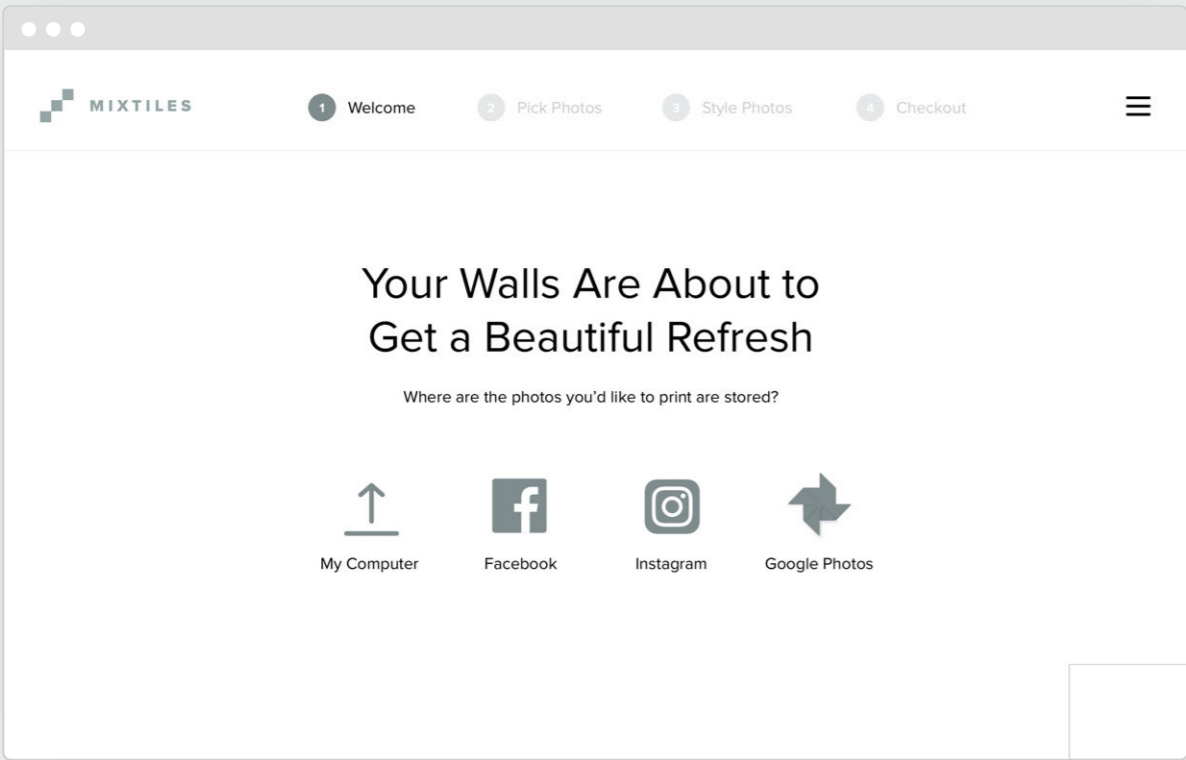 MIXTILES
1 Welcome
2 Pick Photos
3 Style Photos
4 Checkout
Your Walls Are About to
Get a Beautiful Refresh
Where are the photos you'd like to print are stored?
My Computer
Facebook
Instagram
Google Photos